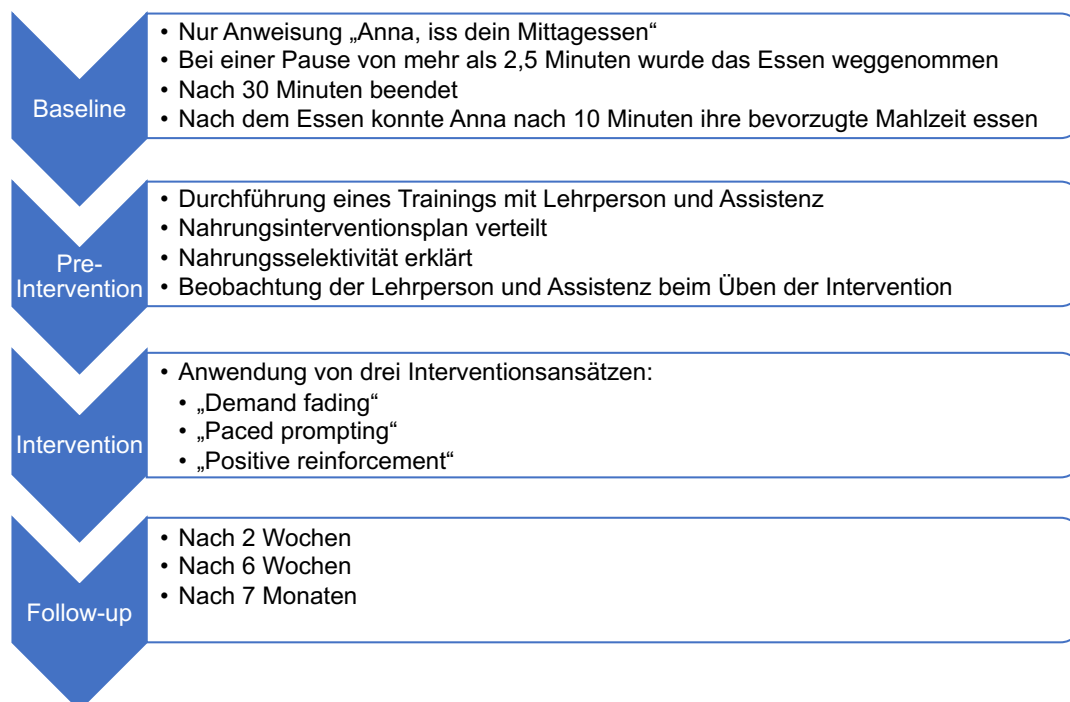 Baseline
• Nur Anweisung „Anna, iss dein Mittagessen“
• Bei einer Pause von mehr als 2,5 Minuten wurde das Essen weggenommen
• Nach 30 Minuten beendet
• Nach dem Essen konnte Anna nach 10 Minuten ihre bevorzugte Mahlzeit essen
Pre-
Intervention
• Durchführung eines Trainings mit Lehrperson und Assistenz
• Nahrungsinterventionsplan verteilt
• Nahrungsselektivität erklärt
• Beobachtung der Lehrperson und Assistenz beim Üben der Intervention
Intervention
• Anwendung von drei Interventionsansätzen:
• „Demand fading“
• „Paced prompting“
• „Positive reinforcement“
Follow-up
• Nach 2 Wochen
• Nach 6 Wochen
• Nach 7 Monaten